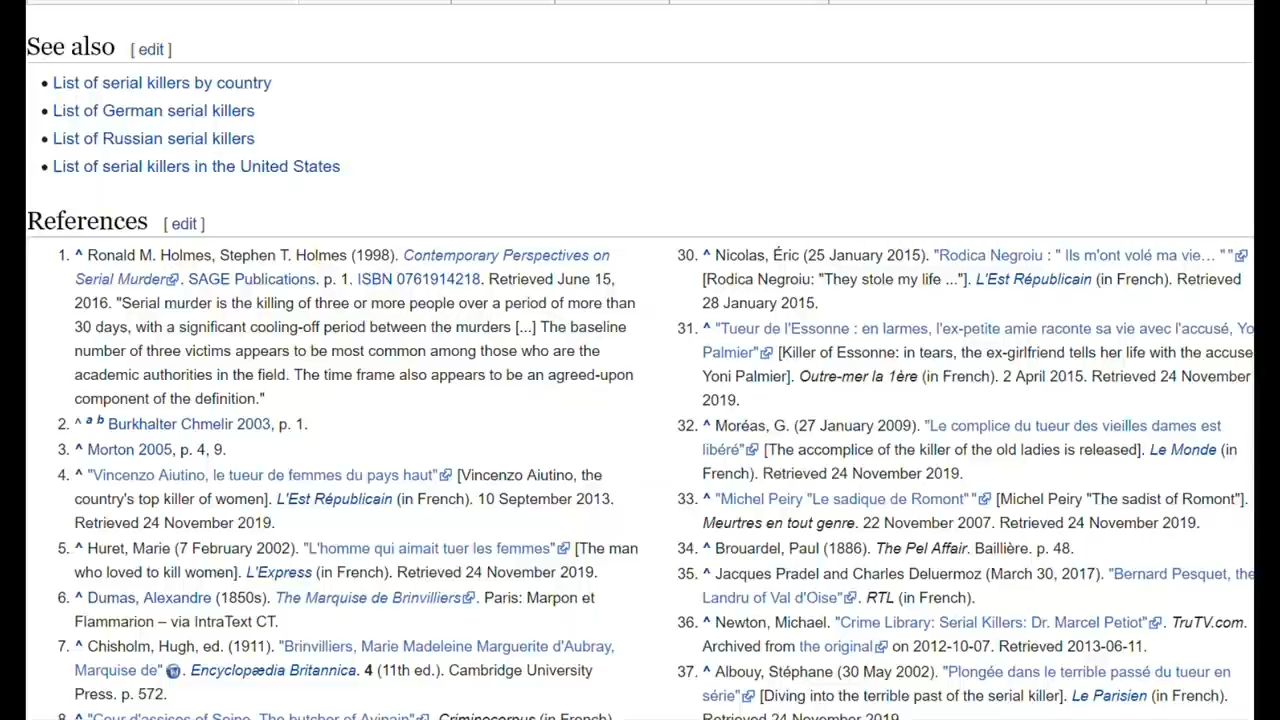 See also [ edit ]
• List of serial killers by country
• List of German serial killers
• List of Russian serial killers
• List of serial killers in the United States
References [ edit ]
1. ^ Ronald M. Holmes, Stephen T. Holmes (1998). Contemporary Perspectives on
Serial Murder. SAGE Publications. p. 1. ISBN 0761914218. Retrieved June 15,
2016. "Serial murder is the killing of three or more people over a period of more than
30 days, with a significant cooling-off period between the murders [...] The baseline
number of three victims appears to be most common among those who are the
academic authorities in the field. The time frame also appears to be an agreed-upon
component of the definition."
2. ^ a b Burkhalter Chmelir 2003, p. 1.
3. ^ Morton 2005, p. 4, 9.
4. ^ "Vincenzo Aiutino, le tueur de femmes du pays haut" [Vincenzo Aiutino, the
country's top killer of women]. L'Est Républicain (in French). 10 September 2013.
Retrieved 24 November 2019.
5. ^ Huret, Marie (7 February 2002). "L'homme qui aimait tuer les femmes" [The man
who loved to kill women]. L'Express (in French). Retrieved 24 November 2019.
6. ^ Dumas, Alexandre (1850s). The Marquise de Brinvilliers. Paris: Marpon et
Flammarion – via IntraText CT.
7. ^ Chisholm, Hugh, ed. (1911). "Brinvilliers, Marie Madeleine Marguerite d'Aubray,
Marquise de" . Encyclopædia Britannica. 4 (11th ed.). Cambridge University
Press. p. 572.
8. ^ "Cour d'assises of Seine, The butcher of Avinain". Criminocorpus (in French).
30. ^ Nicolas, Éric (25 January 2015). "Rodica Negroiu : " Ils m'ont volé ma vie… ""
[Rodica Negroiu: "They stole my life ..."]. L'Est Républicain (in French). Retrieved
28 January 2015.
31. ^ "Tueur de l'Essonne : en larmes, l'ex-petite amie raconte sa vie avec l'accusé, Yo
Palmier" [Killer of Essonne: in tears, the ex-girlfriend tells her life with the accuse
Yoni Palmier]. Outre-mer la 1ère (in French). 2 April 2015. Retrieved 24 November
2019.
32. ^ Moréas, G. (27 January 2009). "Le complice du tueur des vieilles dames est
libéré" [The accomplice of the killer of the old ladies is released]. Le Monde (in
French). Retrieved 24 November 2019.
33. ^ "Michel Peiry "Le sadique de Romont"" [Michel Peiry "The sadist of Romont"].
Meurtres en tout genre. 22 November 2007. Retrieved 24 November 2019.
34. ^ Brouardel, Paul (1886). The Pel Affair. Baillière. p. 48.
35. ^ Jacques Pradel and Charles Deluermoz (March 30, 2017). "Bernard Pesquet, the
Landru of Val d'Oise". RTL (in French).
36. ^ Newton, Michael. "Crime Library: Serial Killers: Dr. Marcel Petiot". TruTV.com.
Archived from the original on 2012-10-07. Retrieved 2013-06-11.
37. ^ Albouy, Stéphane (30 May 2002). "Plongée dans le terrible passé du tueur en
série" [Diving into the terrible past of the serial killer]. Le Parisien (in French).
Retrieved 24 November 2019.